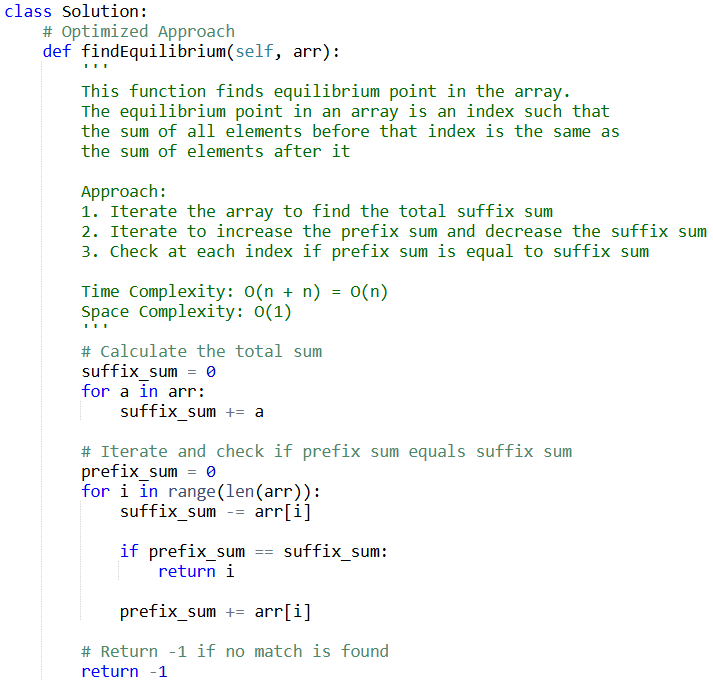 class Solution:
    # Optimized Approach
    def findEquilibrium(self, arr):
        '''
        This function finds equilibrium point in the array.
        The equilibrium point in an array is an index such that
        the sum of all elements before that index is the same as
        the sum of elements after it

        Approach:
        1. Iterate the array to find the total suffix sum
        2. Iterate to increase the prefix sum and decrease the suffix sum
        3. Check at each index if prefix sum is equal to suffix sum

        Time Complexity: O(n + n) = O(n)
        Space Complexity: O(1)
        '''
        # Calculate the total sum
        suffix_sum = 0
        for a in arr:
            suffix_sum += a

        # Iterate and check if prefix sum equals suffix sum
        prefix_sum = 0
        for i in range(len(arr)):
            suffix_sum -= arr[i]

            if prefix_sum == suffix_sum:
                return i

            prefix_sum += arr[i]

        # Return -1 if no match is found
        return -1